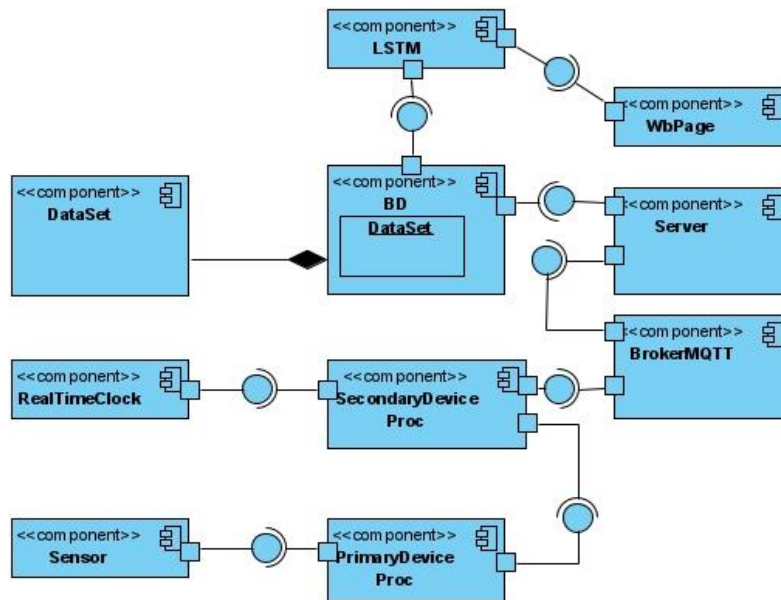 <<component>>
LSTM
<<component>>
WbPage
<<component>>
DataSet
<<component>>
BD
DataSet
<<component>>
Server
<<component>>
BrokerMQTT
<<component>>
RealTimeClock
<<component>>
SecondaryDevice
Proc
<<component>>
Sensor
<<component>>
PrimaryDevice
Proc